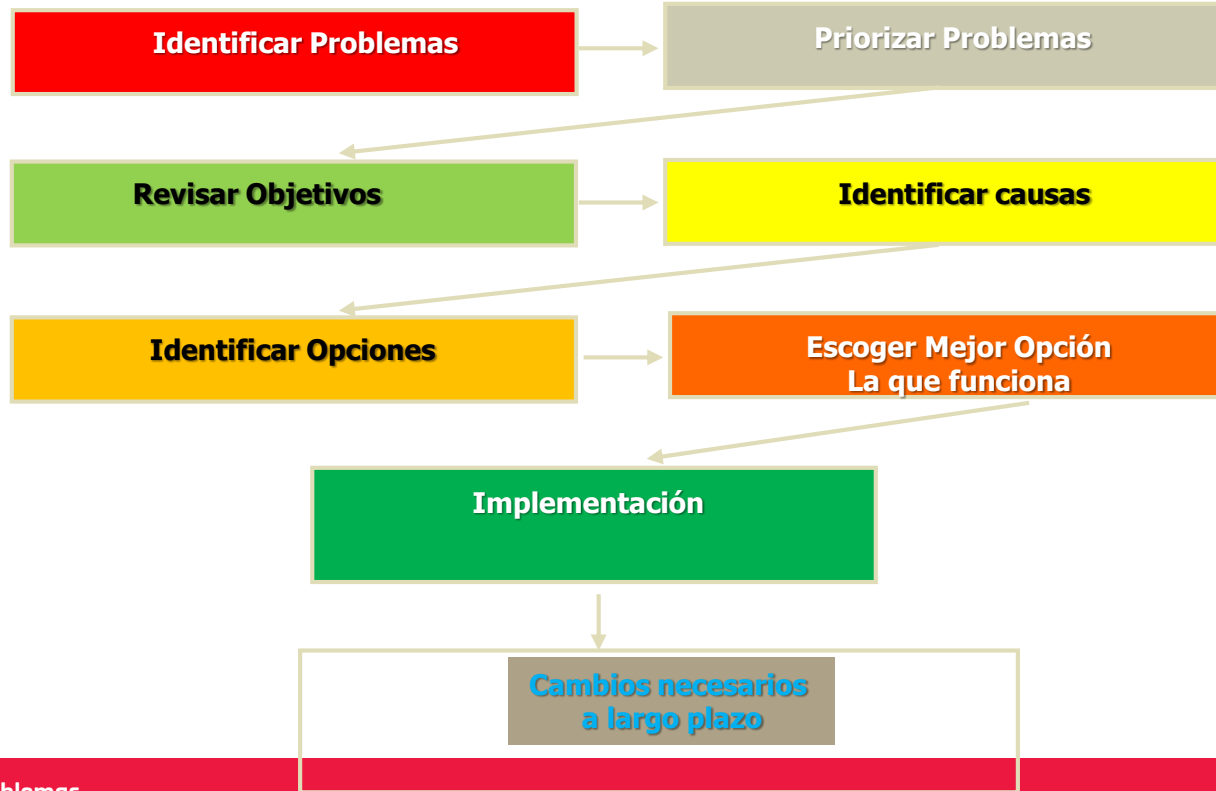 Identificar Problemas
Priorizar Problemas
Revisar Objetivos
Identificar causas
Identificar Opciones
Escoger Mejor Opción
La que funciona
Implementación
Cambios necesarios
a largo plazo